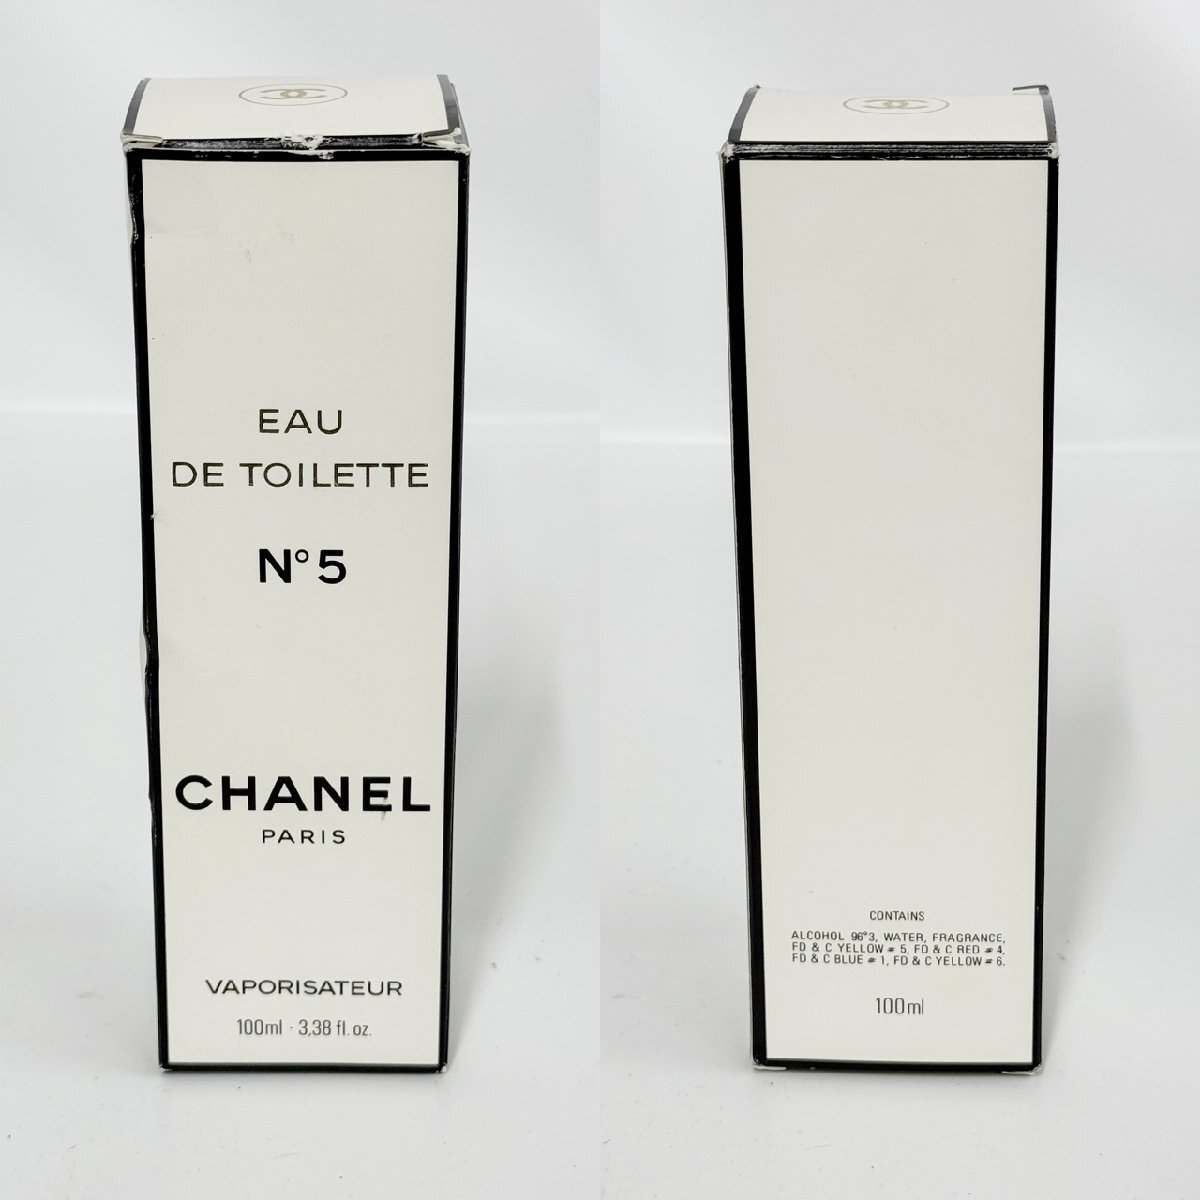 EAU
DE TOILETTE
N° 5
CHANEL
PARIS
VAPORISATEUR
100ml - 3,38 fl. oz.
CONTAINS
ALCOHOL 96°3, WATER, FRAGRANCE,
FD & C YELLOW # 5, FD & C RED # 4,
FD & C BLUE # 1, FD & C YELLOW # 6.
100ml